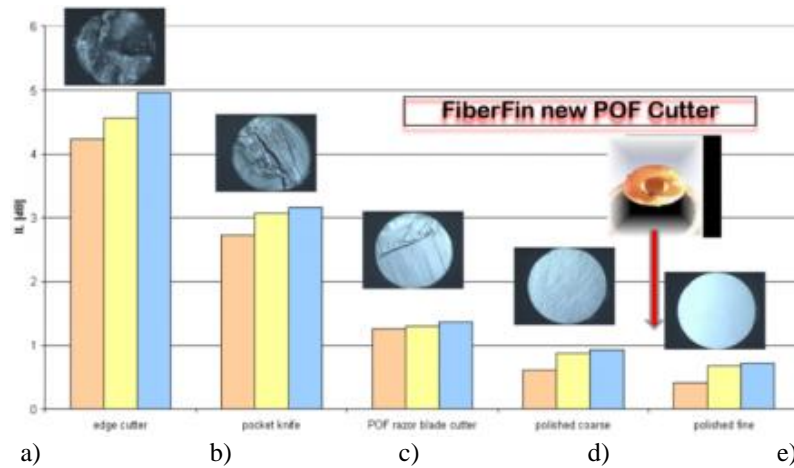 6
FiberFin new POF Cutter
5
4
IL [dB]
3
2
1
0
edge cutter pocket knife POF razor blade cutter polished coarse polished fine
a) b) c) d) e)